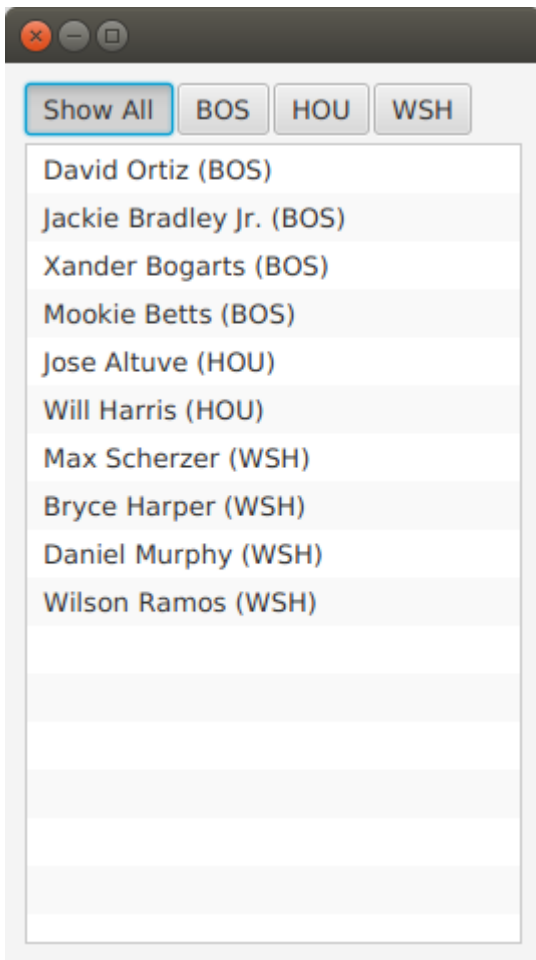 Show All BOS HOU WSH
David Ortiz (BOS)
Jackie Bradley Jr. (BOS)
Xander Bogarts (BOS)
Mookie Betts (BOS)
Jose Altuve (HOU)
Will Harris (HOU)
Max Scherzer (WSH)
Bryce Harper (WSH)
Daniel Murphy (WSH)
Wilson Ramos (WSH)